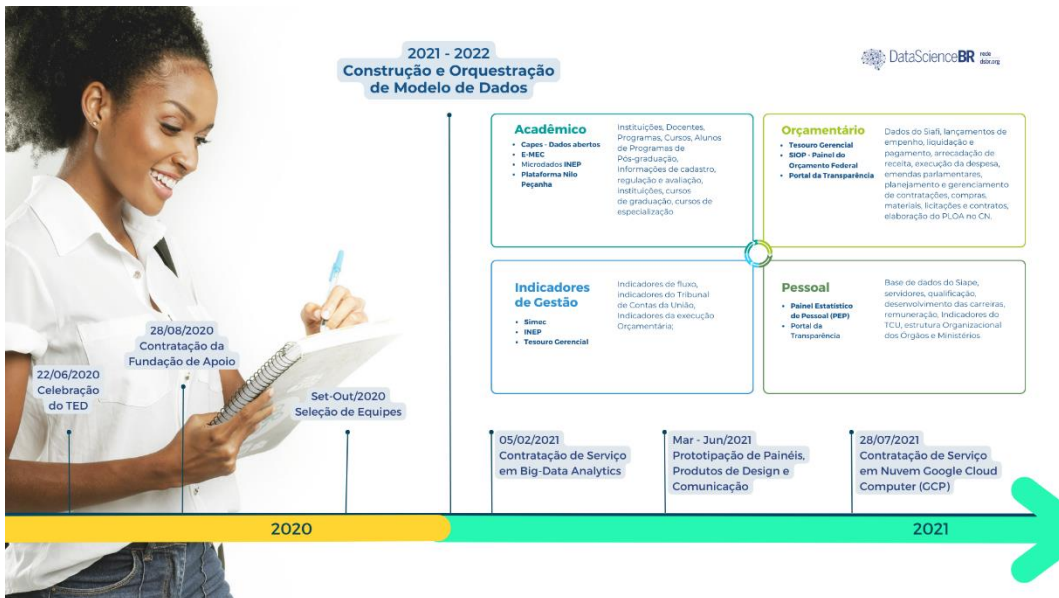 2021 - 2022
Construção e Orquestração
de Modelo de Dados
DataScienceBR rede
dsbr.org
Acadêmico
• Capes - Dados abertos
• E-MEC
• Microdados INEP
• Plataforma Nilo
Peçanha
Instituições, Docentes,
Programas, Cursos, Alunos
de Programas de
Pós-graduação,
Informações de cadastro,
regulação e avaliação,
instituições, cursos
de graduação, cursos de
especialização
Orçamentário
• Tesouro Gerencial
• SIOP - Painel do
Orçamento Federal
• Portal da Transparência
Dados do Siafi, lançamentos de
empenho, liquidação e
pagamento, arrecadação de
receita, execução da despesa,
emendas parlamentares,
planejamento e gerenciamento
de contratações, compras,
materiais, licitações e contratos,
elaboração do PLOA no CN.
Indicadores
de Gestão
• Simec
• INEP
• Tesouro Gerencial
Indicadores de fluxo,
indicadores do Tribunal
de Contas da União,
Indicadores da execução
Orçamentária;
Pessoal
• Painel Estatístico
de Pessoal (PEP)
• Portal da
Transparência
Base de dados do Siape,
servidores, qualificação,
desenvolvimento das carreiras,
remuneração, Indicadores do
TCU, estrutura Organizacional
dos Órgãos e Ministérios
22/06/2020
Celebração
do TED
28/08/2020
Contratação da
Fundação de Apoio
Set-Out/2020
Seleção de Equipes
05/02/2021
Contratação de Serviço
em Big-Data Analytics
Mar - Jun/2021
Prototipação de Painéis,
Produtos de Design e
Comunicação
28/07/2021
Contratação de Serviço
em Nuvem Google Cloud
Computer (GCP)
2020
2021